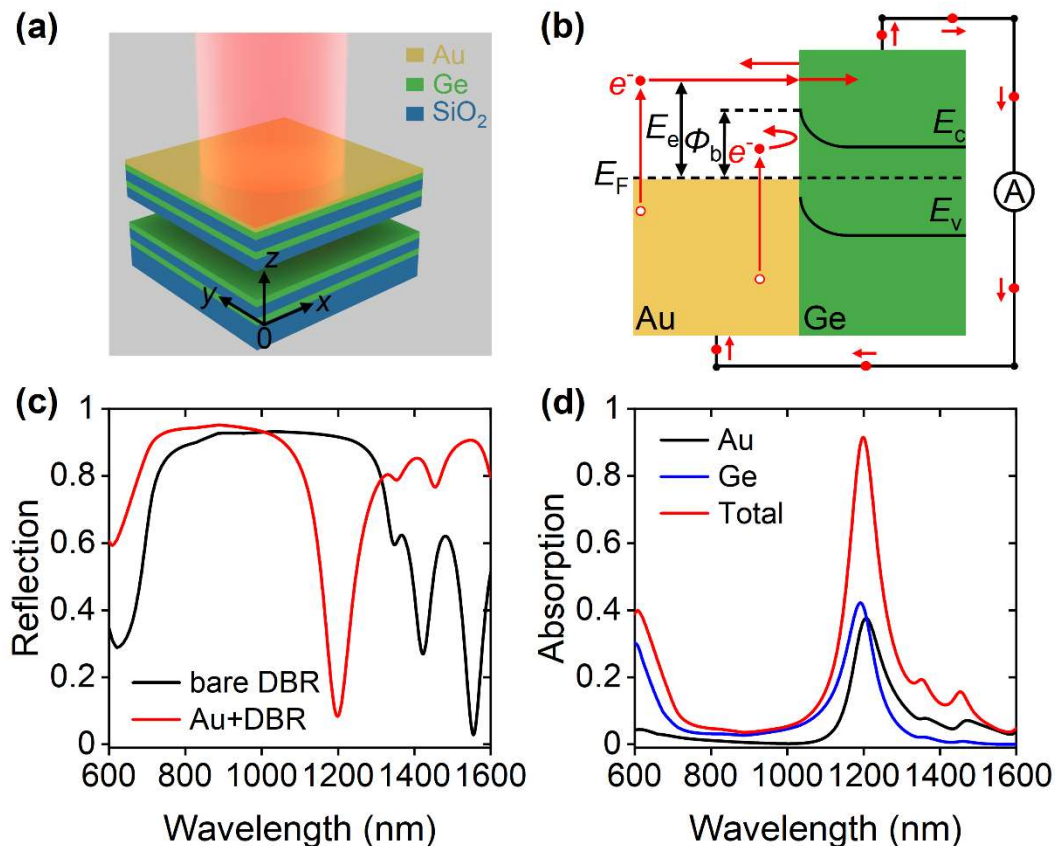 (a)
Au
Ge
SiO2
z
y
x
0
(b)
e-
Ee
Φb
e-
Ec
EF
Ev
A
Au
Ge
(c)
1
0.8
0.6
0.4
0.2
0
Reflection
bare DBR
Au+DBR
600 800 1000 1200 1400 1600
Wavelength (nm)
(d)
1
0.8
0.6
0.4
0.2
0
Absorption
Au
Ge
Total
600 800 1000 1200 1400 1600
Wavelength (nm)